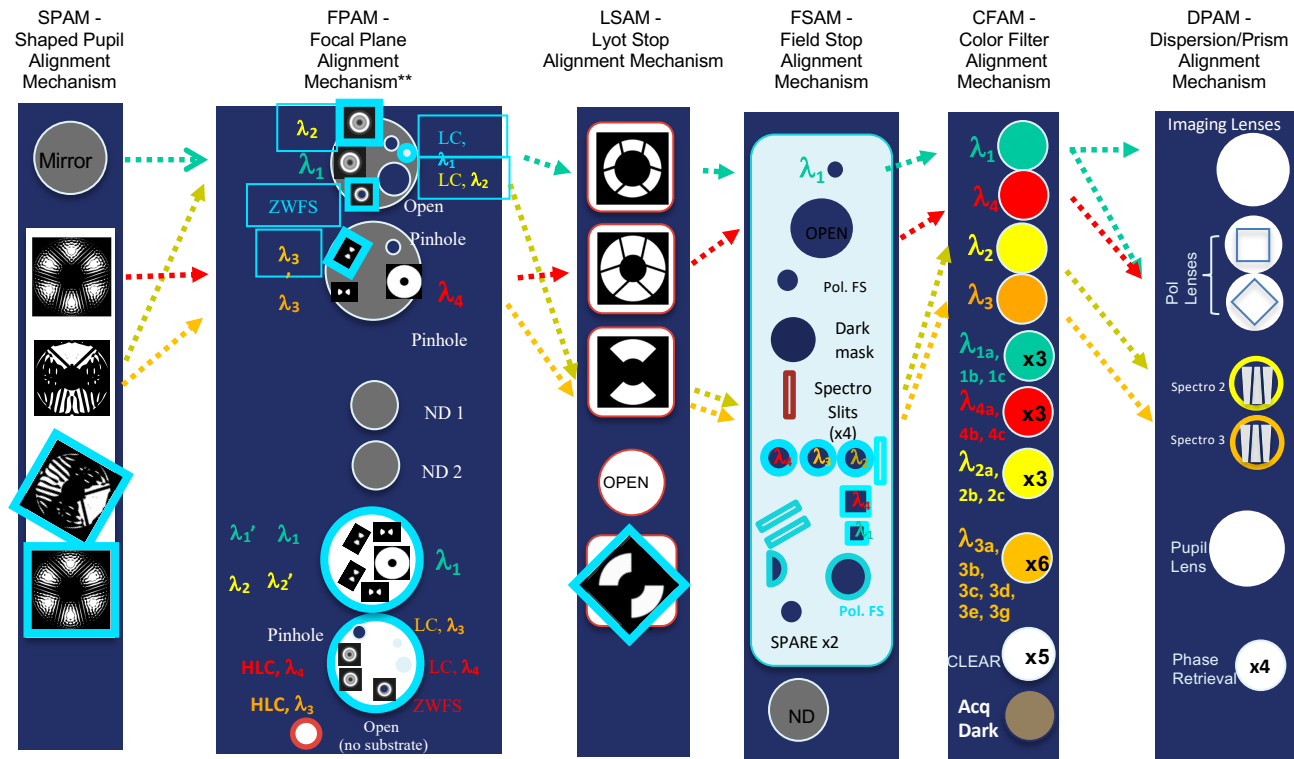 SPAM -
Shaped Pupil
Alignment
Mechanism
FPAM -
Focal Plane
Alignment
Mechanism**
LSAM -
Lyot Stop
Alignment Mechanism
FSAM -
Field Stop
Alignment
Mechanism
CFAM -
Color Filter
Alignment
Mechanism
DPAM -
Dispersion/Prism
Alignment
Mechanism
Mirror
λ2
LC,
λ1
λ1
LC, λ2
ZWFS
Open
Pinhole
λ3
,
λ3
λ4
Pinhole
ND 1
ND 2
λ1’ λ1
λ1
λ2 λ2’
Pinhole
LC, λ3
HLC, λ4
LC, λ4
HLC, λ3
ZWFS
Open
(no substrate)
OPEN
λ1
OPEN
Pol. FS
Dark
mask
Spectro
Slits
(x4)
λ4
λ3
λ2
λ4
λ1
Pol. FS
SPARE x2
ND
λ1
λ4
λ2
λ3
λ1a,
1b, 1c
x3
λ4a,
4b, 4c
x3
λ2a,
2b, 2c
x3
λ3a,
3b,
3c, 3d,
3e, 3g
x6
CLEAR
x5
Acq
Dark
Imaging Lenses
Pol
Lenses
Spectro 2
Spectro 3
Pupil
Lens
Phase
Retrieval
x4